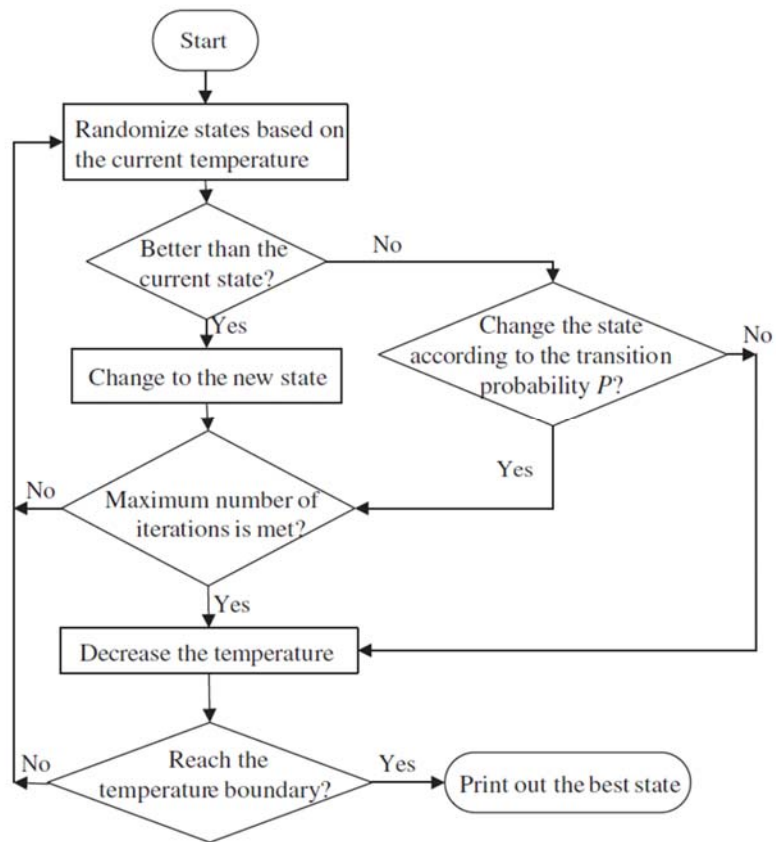 Start
Randomize states based on
the current temperature
Better than the
current state?
No
Yes
Change the state
according to the transition
probability P?
No
Change to the new state
Yes
No
Maximum number of
iterations is met?
Yes
Decrease the temperature
No
Reach the
temperature boundary?
Yes
Print out the best state